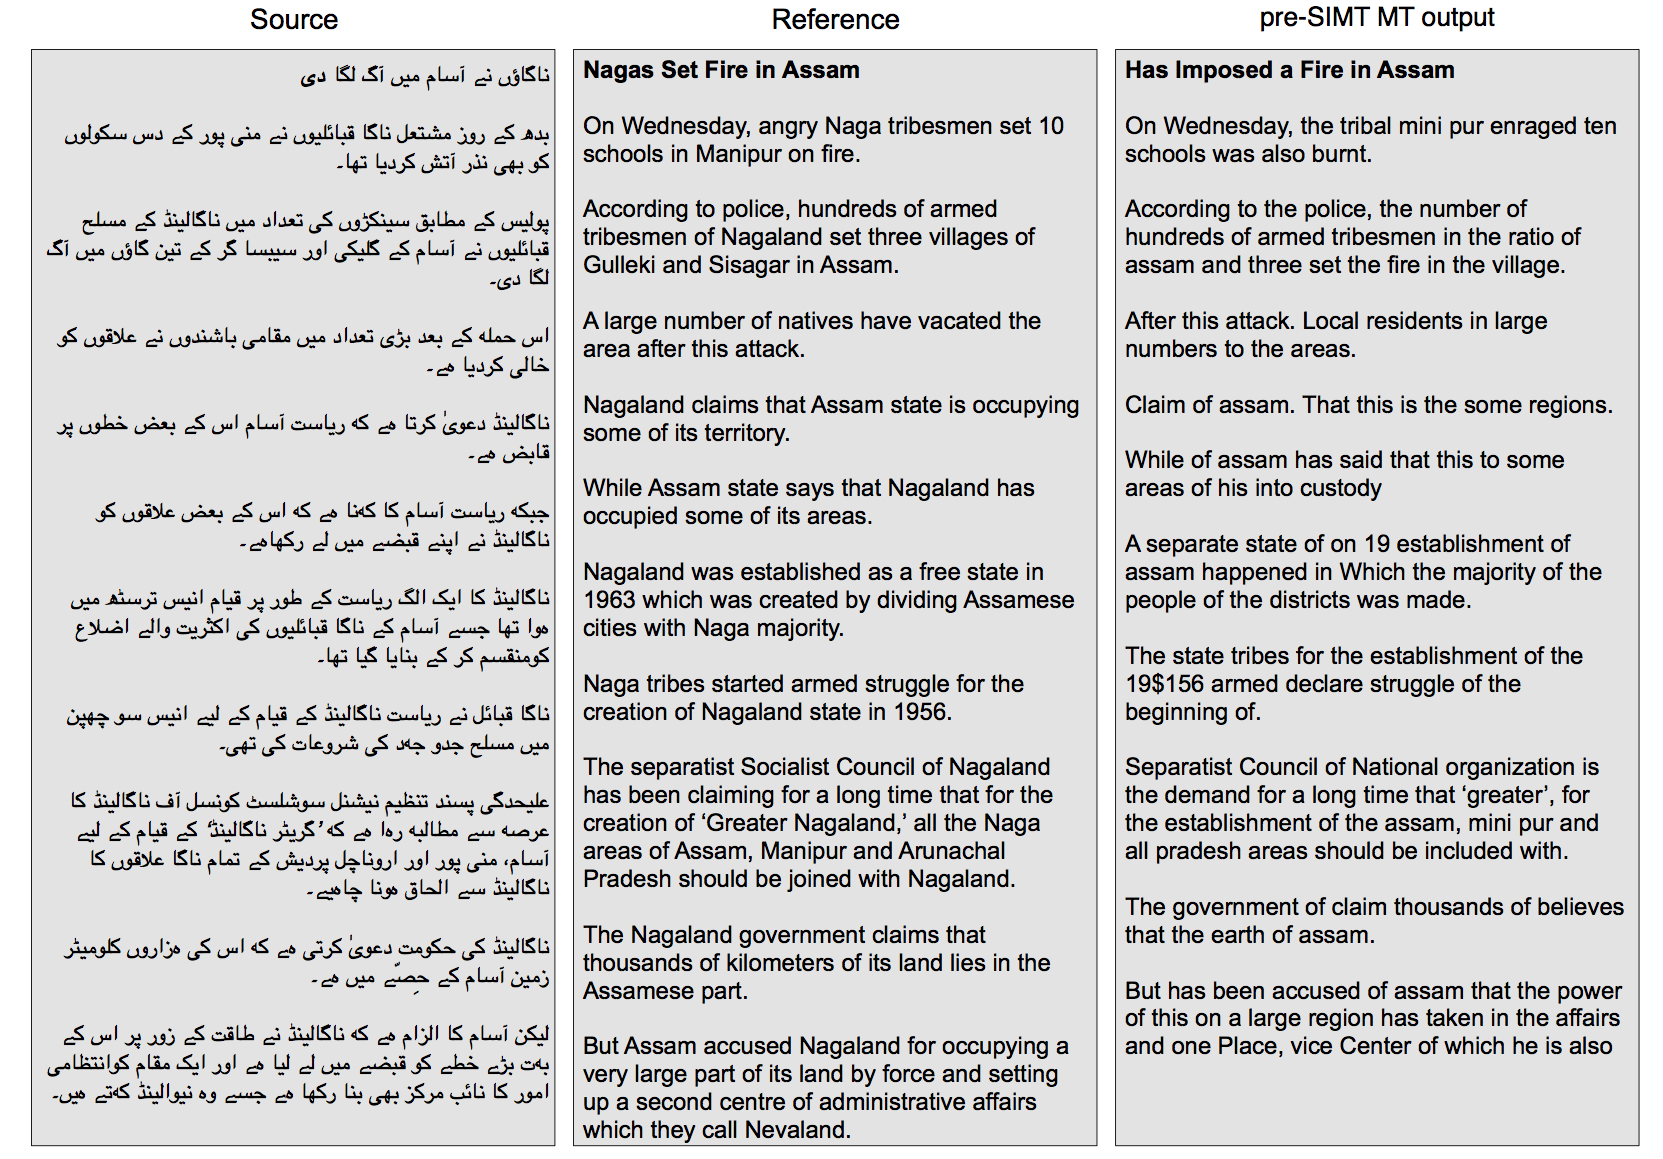 Source
ناگاؤں نے آسام میں آگ لگا دی
بدھ کے روز مشتعل ناگا قبائلیوں نے منی پور کے دس سکولوں
کو بھی نذر آتش کردیا تھا۔
پولیس کے مطابق سینکڑوں کی تعداد میں ناگالینڈ کے مسلح
قبائلیوں نے آسام کے گلیکی اور سیبسا گر کے تین گاؤں میں آگ
لگا دی۔
اس حملہ کے بعد بڑی تعداد میں مقامی باشندوں نے علاقوں کو
خالی کردیا ہے۔
ناگالینڈ دعویٰ کرتا ہے کہ ریاست آسام اس کے بعض خطوں پر
قابض ہے۔
جبکہ ریاست آسام کا کہنا ہے کہ اس کے بعض علاقوں کو
ناگالینڈ نے اپنے قبضے میں لے رکھاہے۔
ناگالینڈ کا ایک الگ ریاست کے طور پر قیام انیس ترسٹھ میں
ہوا تھا جسے آسام کے ناگا قبائلیوں کی اکثریت والے اضلاع
کومنقسم کر کے بنایا گیا تھا۔
ناگا قبائل نے ریاست ناگالینڈ کے قیام کے لیے انیس سو چھپن
میں مسلح جدو جہد کی شروعات کی تھی۔
علیحدگی پسند تنظیم نیشنل سوشلسٹ کونسل آف ناگالینڈ کا
عرصہ سے مطالبہ رہا ہے کہ ’گریٹر ناگالینڈ‘ کے قیام کے لیے
آسام، منی پور اور اروناچل پردیش کے تمام ناگا علاقوں کا
ناگالینڈ سے الحاق ہونا چاہیے۔
ناگالینڈ کی حکومت دعویٰ کرتی ہے کہ اس کی ہزاروں کلومیٹر
زمین آسام کے حِصّے میں ہے۔
لیکن آسام کا الزام ہے کہ ناگالینڈ نے طاقت کے زور پر اس کے
بہت بڑے خطے کو قبضے میں لے لیا ہے اور ایک مقام کوانتظامی
امور کا نائب مرکز بھی بنا رکھا ہے جسے وہ نیوالینڈ کہتے ہیں۔
Reference
Nagas Set Fire in Assam
On Wednesday, angry Naga tribesmen set 10
schools in Manipur on fire.
According to police, hundreds of armed
tribesmen of Nagaland set three villages of
Gulleki and Sisagar in Assam.
A large number of natives have vacated the
area after this attack.
Nagaland claims that Assam state is occupying
some of its territory.
While Assam state says that Nagaland has
occupied some of its areas.
Nagaland was established as a free state in
1963 which was created by dividing Assamese
cities with Naga majority.
Naga tribes started armed struggle for the
creation of Nagaland state in 1956.
The separatist Socialist Council of Nagaland
has been claiming for a long time that for the
creation of ‘Greater Nagaland,’ all the Naga
areas of Assam, Manipur and Arunachal
Pradesh should be joined with Nagaland.
The Nagaland government claims that
thousands of kilometers of its land lies in the
Assamese part.
But Assam accused Nagaland for occupying a
very large part of its land by force and setting
up a second centre of administrative affairs
which they call Nevaland.
pre-SIMT MT output
Has Imposed a Fire in Assam
On Wednesday, the tribal mini pur enraged ten
schools was also burnt.
According to the police, the number of
hundreds of armed tribesmen in the ratio of
assam and three set the fire in the village.
After this attack. Local residents in large
numbers to the areas.
Claim of assam. That this is the some regions.
While of assam has said that this to some
areas of his into custody
A separate state of on 19 establishment of
assam happened in Which the majority of the
people of the districts was made.
The state tribes for the establishment of the
19$156 armed declare struggle of the
beginning of.
Separatist Council of National organization is
the demand for a long time that ‘greater’, for
the establishment of the assam, mini pur and
all pradesh areas should be included with.
The government of claim thousands of believes
that the earth of assam.
But has been accused of assam that the power
of this on a large region has taken in the affairs
and one Place, vice Center of which he is also